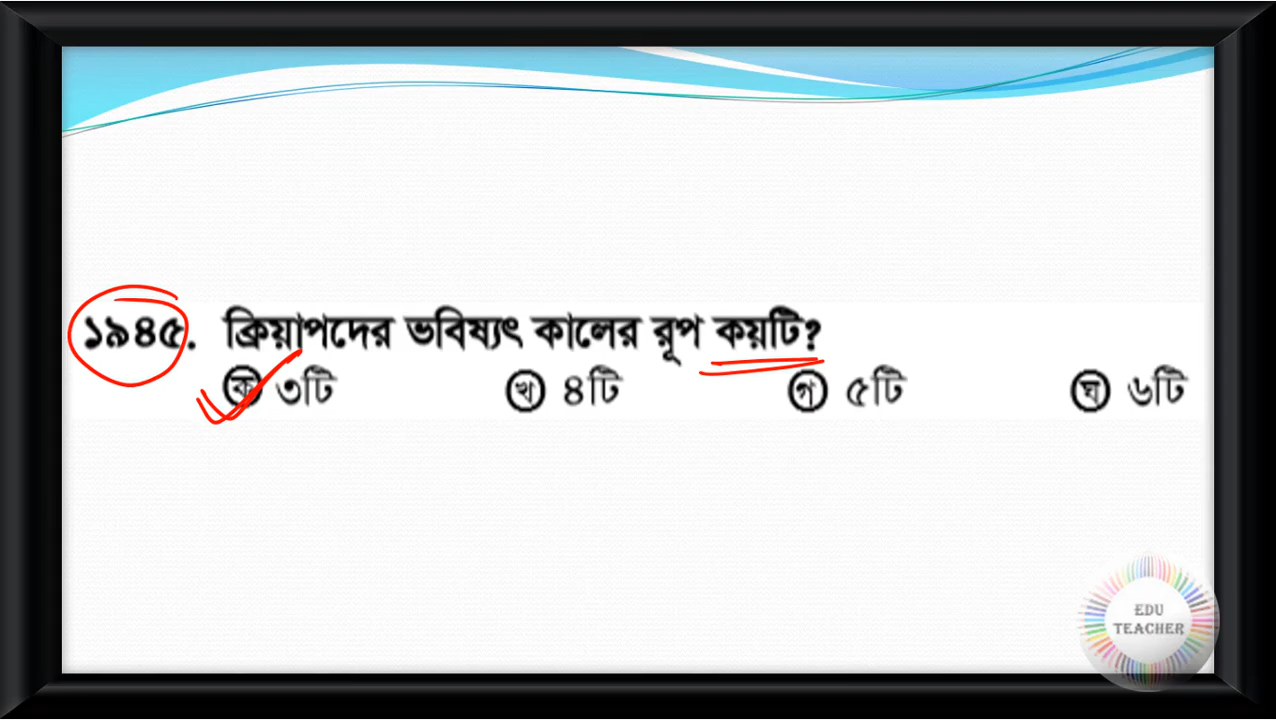 ১৯৪৫. ক্রিয়াপদের ভবিষ্যৎ কালের রূপ কয়টি?
ক ৩টি খ ৪টি গ ৫টি ঘ ৬টি
EDU
TEACHER